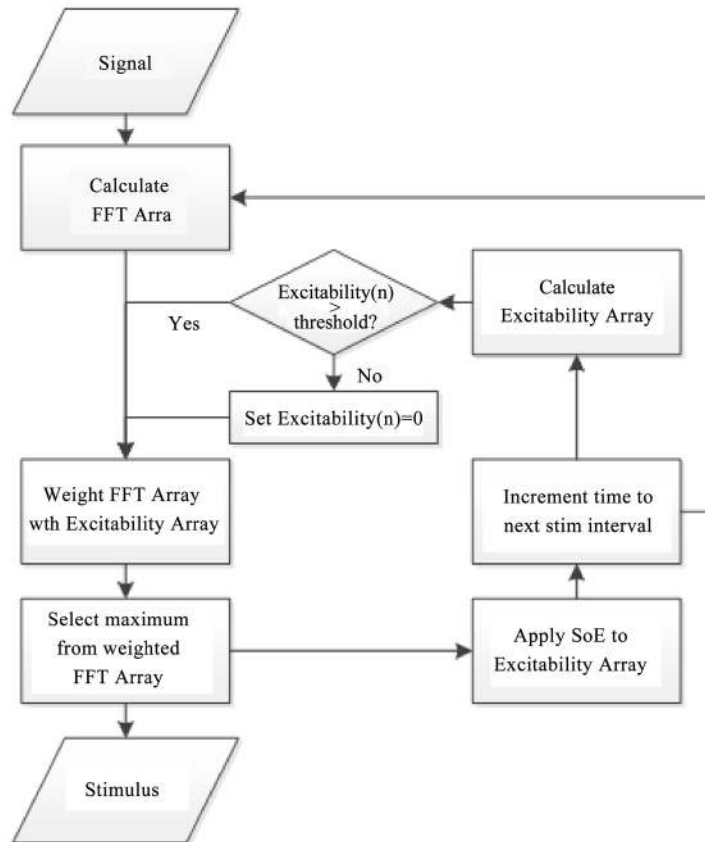 Signal
Calculate
FFT Arra
Excitability(n)
>
threshold?
Yes
No
Calculate
Excitability Array
Set Excitability(n)=0
Weight FFT Array
wth Excitability Array
Increment time to
next stim interval
Select maximum
from weighted
FFT Array
Apply SoE to
Excitability Array
Stimulus